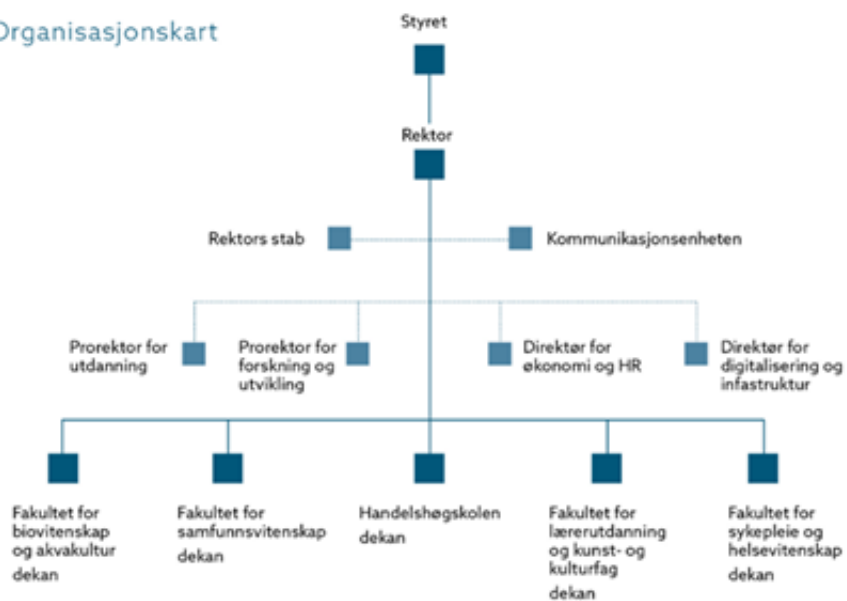 Organisasjonskart
Styret
Rektor
Rektors stab
Kommunikasjonsenheten
Prorektor for
utdanning
Prorektor for
forskning og
utvikling
Direktør for
økonomi og HR
Direktør for
digitalisering og
infastruktur
Fakultet for
biovitenskap
og akvakultur
dekan
Fakultet for
samfunnsvitenskap
dekan
Handelshøgskolen
dekan
Fakultet for
lærerutdanning
og kunst- og
kulturfag
dekan
Fakultet for
sykepleie og
helsevitenskap
dekan